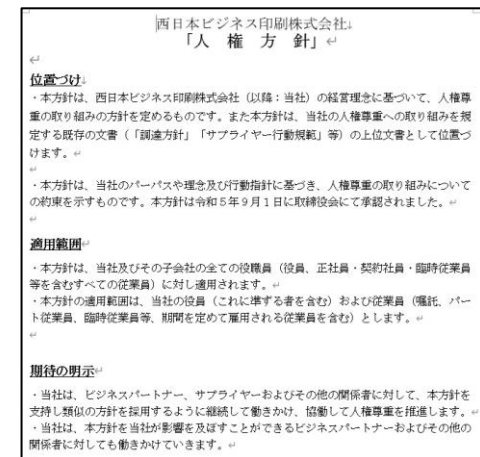 西日本ビジネス印刷株式会社
「人 権 方 針」
位置づけ
・本方針は、西日本ビジネス印刷株式会社（以降：当社）の経営理念に基づいて、人権尊
重の取り組みの方針を定めるものです。また本方針は、当社の人権尊重への取り組みを規
定する既存の文書（「調達方針」「サプライヤー行動規範」等）の上位文書として位置づ
けます。
・本方針は、当社のパーパスや理念及び行動指針に基づき、人権尊重の取り組みについて
の約束を示すものです。本方針は令和５年９月１日に取締役会にて承認されました。
適用範囲
・本方針は、当社及びその子会社の全ての役職員（役員、正社員・契約社員・臨時従業員
等を含むすべての従業員）に対し適用されます。
・本方針の適用範囲は、当社の役員（これに準ずる者を含む）および従業員（嘱託、パー
ト従業員、臨時従業員等、期間を定めて雇用される従業員を含む）とします。
期待の明示
・当社は、ビジネスパートナー、サプライヤーおよびその他の関係者に対して、本方針を
支持し類似の方針を採用するように継続して働きかけ、協働して人権尊重を推進します。
・当社は、本方針を当社が影響を及ぼすことができるビジネスパートナーおよびその他の
関係者に対しても働きかけていきます。